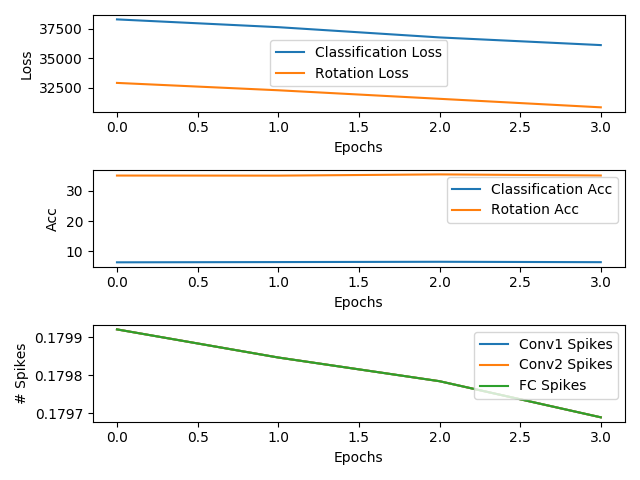 37500
35000
32500
Loss
Classification Loss
Rotation Loss
0.0 0.5 1.0 1.5 2.0 2.5 3.0
Epochs
30
20
10
Acc
Classification Acc
Rotation Acc
0.0 0.5 1.0 1.5 2.0 2.5 3.0
Epochs
0.1799
0.1798
0.1797
# Spikes
Conv1 Spikes
Conv2 Spikes
FC Spikes
0.0 0.5 1.0 1.5 2.0 2.5 3.0
Epochs